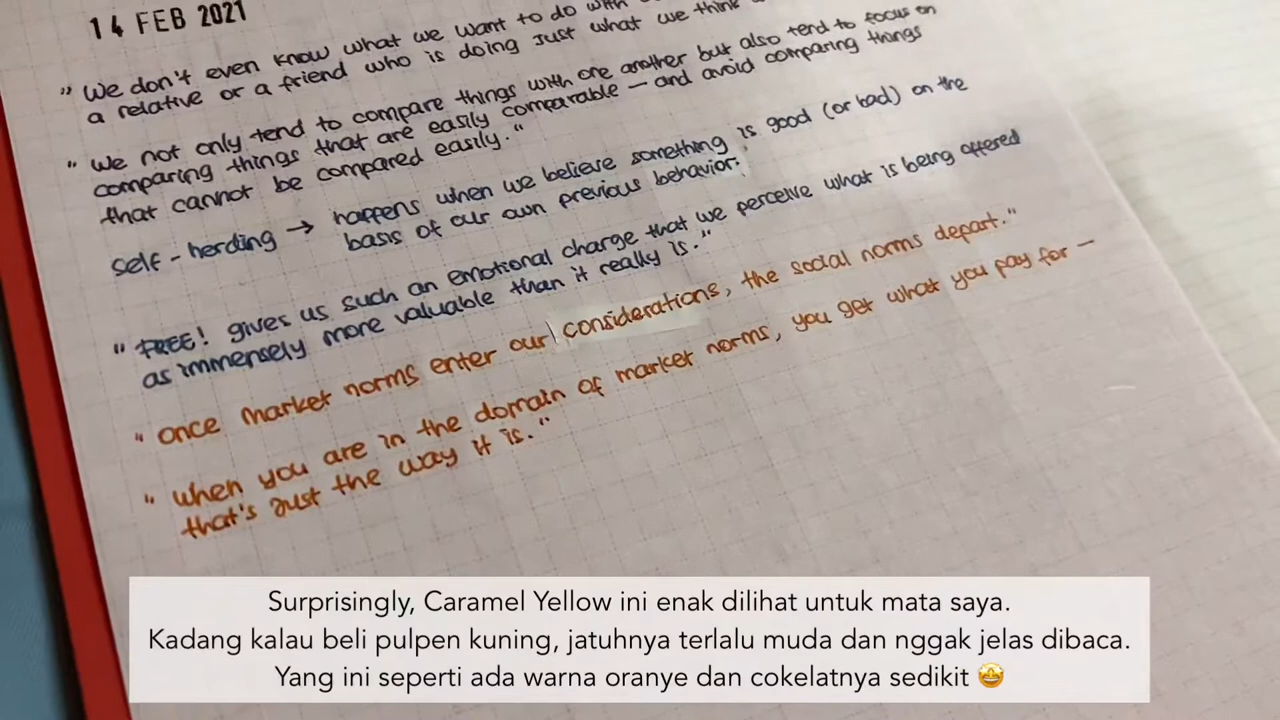 14 FEB 2021
" We don't even know what we want to do with
a relative or a friend who is doing just what we think
" We not only tend to compare things with one another but also tend to focus on
comparing things that are easily comparable — and avoid comparing things
that cannot be compared easily."
self - herding → happens when we believe something is good (or bad) on the
basis of our own previous behavior.
" FREE! gives us such an emotional charge that we perceive what is being offered
as immensely more valuable than it really is."
" once market norms enter our considerations, the social norms depart."
" when you are in the domain of market norms, you get what you pay for —
that's just the way it is."
Surprisingly, Caramel Yellow ini enak dilihat untuk mata saya.
Kadang kalau beli pulpen kuning, jatuhnya terlalu muda dan nggak jelas dibaca.
Yang ini seperti ada warna oranye dan cokelatnya sedikit 🤩